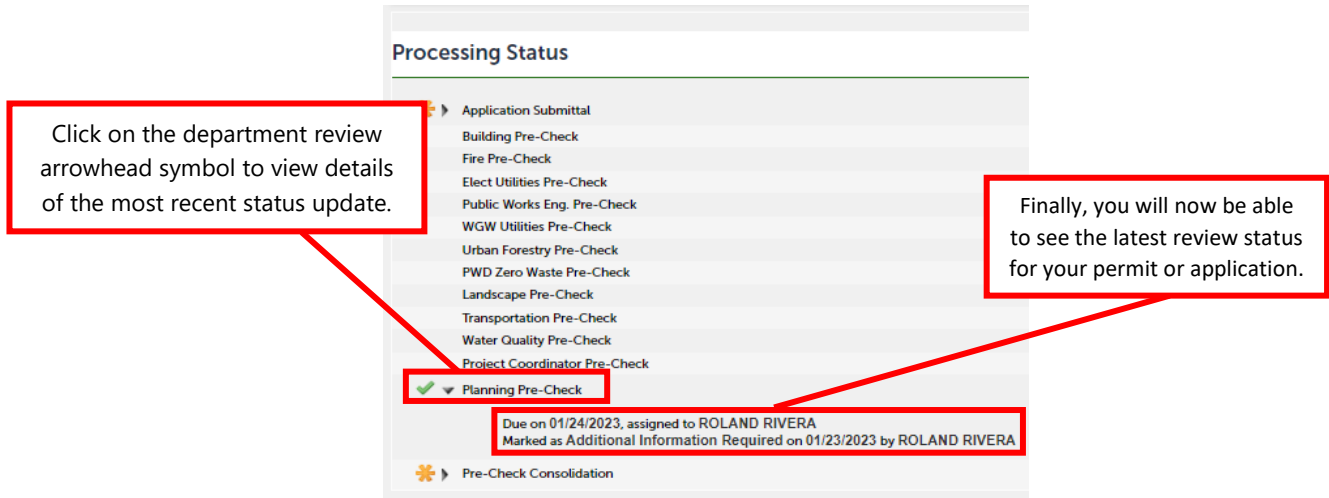 Processing Status
Application Submittal
Click on the department review
arrowhead symbol to view details
of the most recent status update.
Building Pre-Check
Fire Pre-Check
Elect Utilities Pre-Check
Public Works Eng. Pre-Check
WGW Utilities Pre-Check
Urban Forestry Pre-Check
PWD Zero Waste Pre-Check
Landscape Pre-Check
Transportation Pre-Check
Water Quality Pre-Check
Project Coordinator Pre-Check
Finally, you will now be able
to see the latest review status
for your permit or application.
Planning Pre-Check
Due on 01/24/2023, assigned to ROLAND RIVERA
Marked as Additional Information Required on 01/23/2023 by ROLAND RIVERA
Pre-Check Consolidation